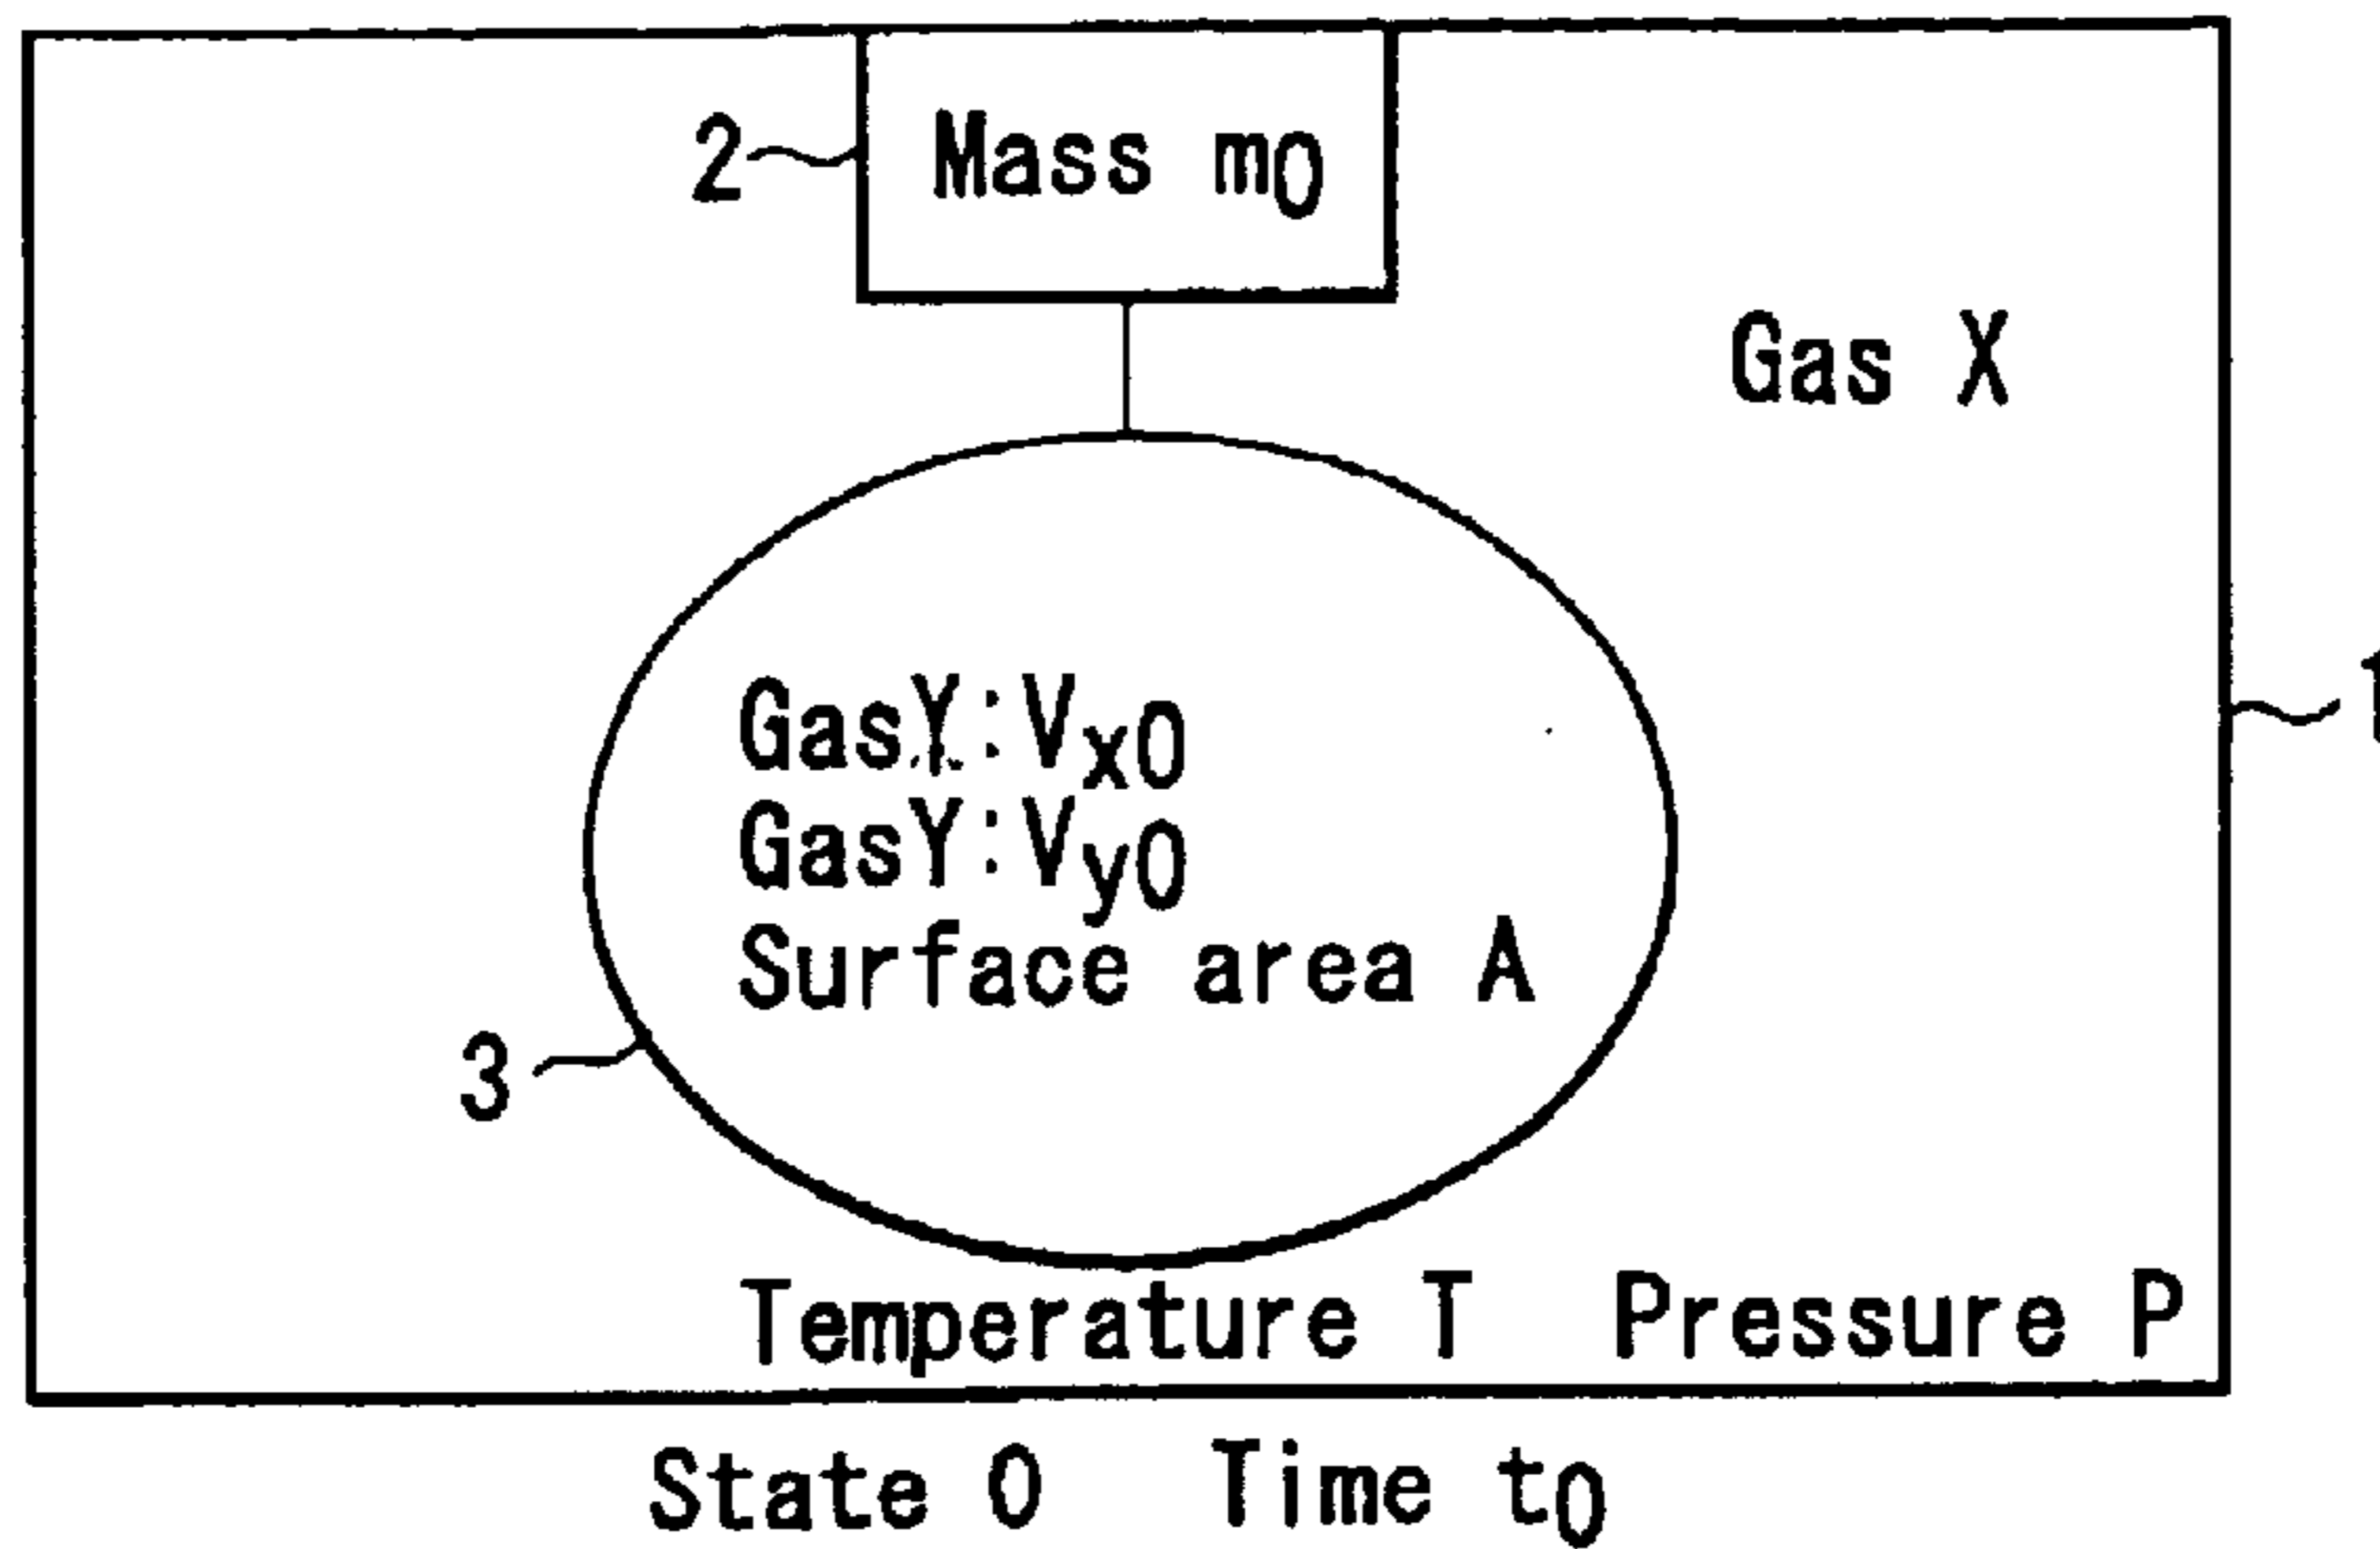 2 Mass m0
Gas X
1
GasY:Vx0
GasY:Vy0
Surface area A
3
Temperature T Pressure P
State 0 Time t0